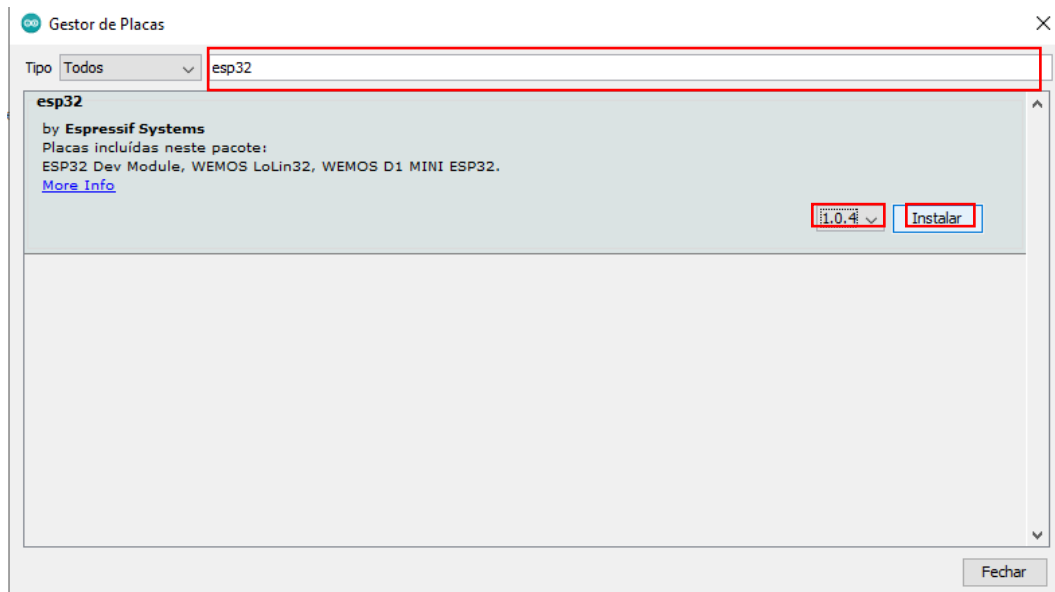 Gestor de Placas
Tipo Todos esp32
esp32
by Espressif Systems
Placas incluídas neste pacote:
ESP32 Dev Module, WEMOS LoLin32, WEMOS D1 MINI ESP32.
More Info
1.0.4 Instalar
Fechar